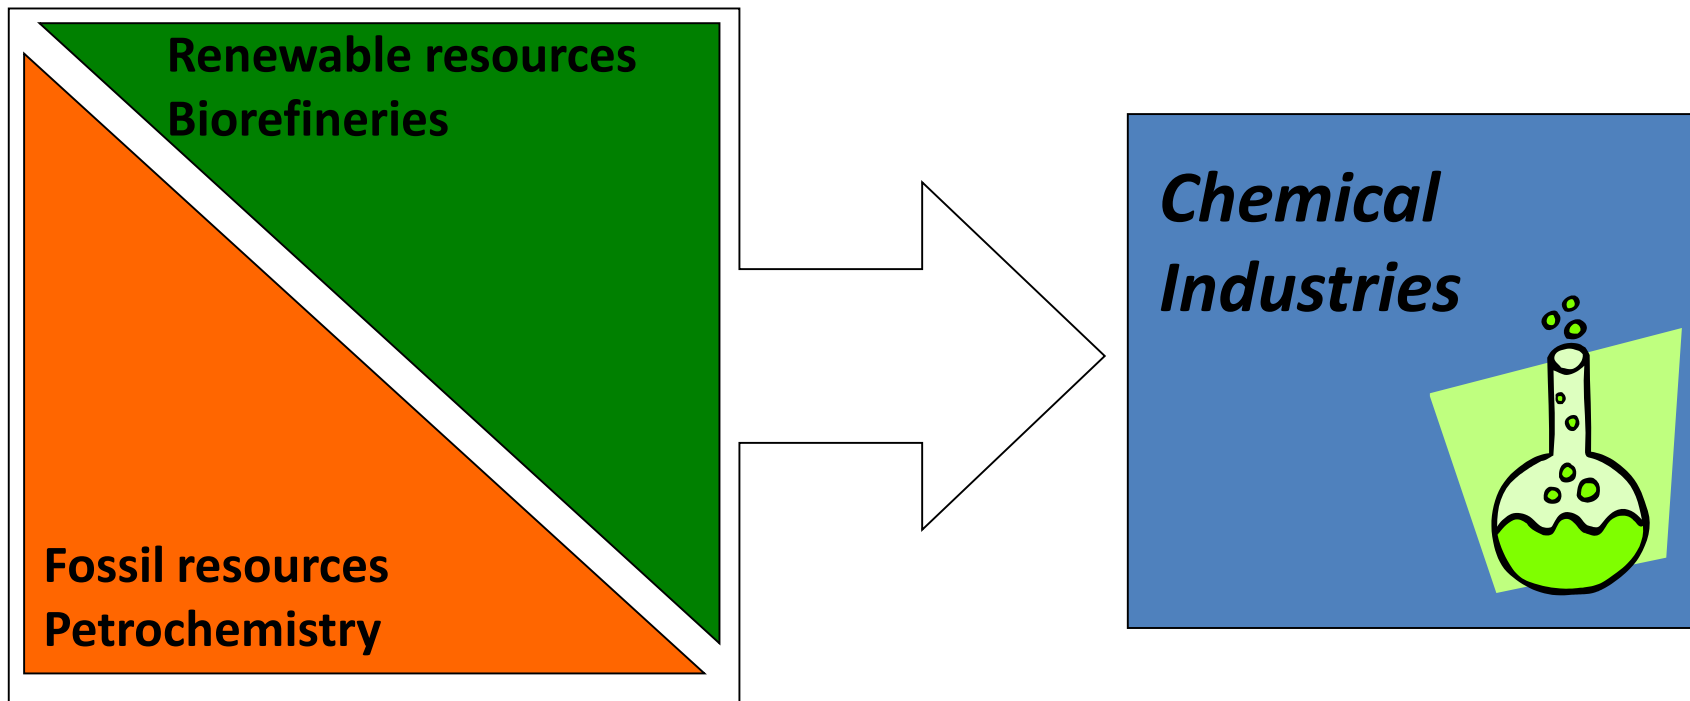 Renewable resources
Biorefineries
Fossil resources
Petrochemistry
Chemical
Industries